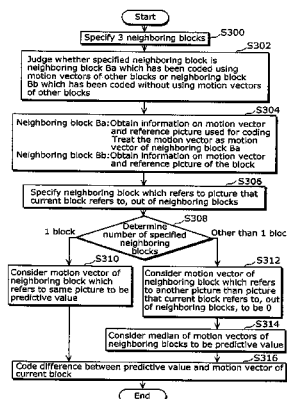 Start
S300
Specify 3 neighboring blocks
S302
Judge whether specified neighboring block is
neighboring block Ba which has been coded using
motion vectors of other blocks or neighboring block
Bb which has been coded without using motion vectors
of other blocks
S304
Neighboring block Ba:Obtain information on motion vector
and reference picture used for coding
Treat the motion vector as motion
vector of neighboring block Ba
Neighboring block Bb:Obtain information on motion vector
and reference picture of the block
S306
Specify neighboring block which refers to picture that
current block refers to, out of neighboring blocks
S308
Determine
number of specified
neighboring
blocks
1 block
Other than 1 bloc
S310
Consider motion vector of
neighboring block which
refers to same picture to be
predictive value
S312
Consider motion vector of
neighboring block which refers
to another picture than picture
that current block refers to, out
of neighboring blocks, to be 0
S314
Consider median of motion vectors of
neighboring blocks to be predictive value
S316
Code difference between predictive value and motion vector of
current block
End